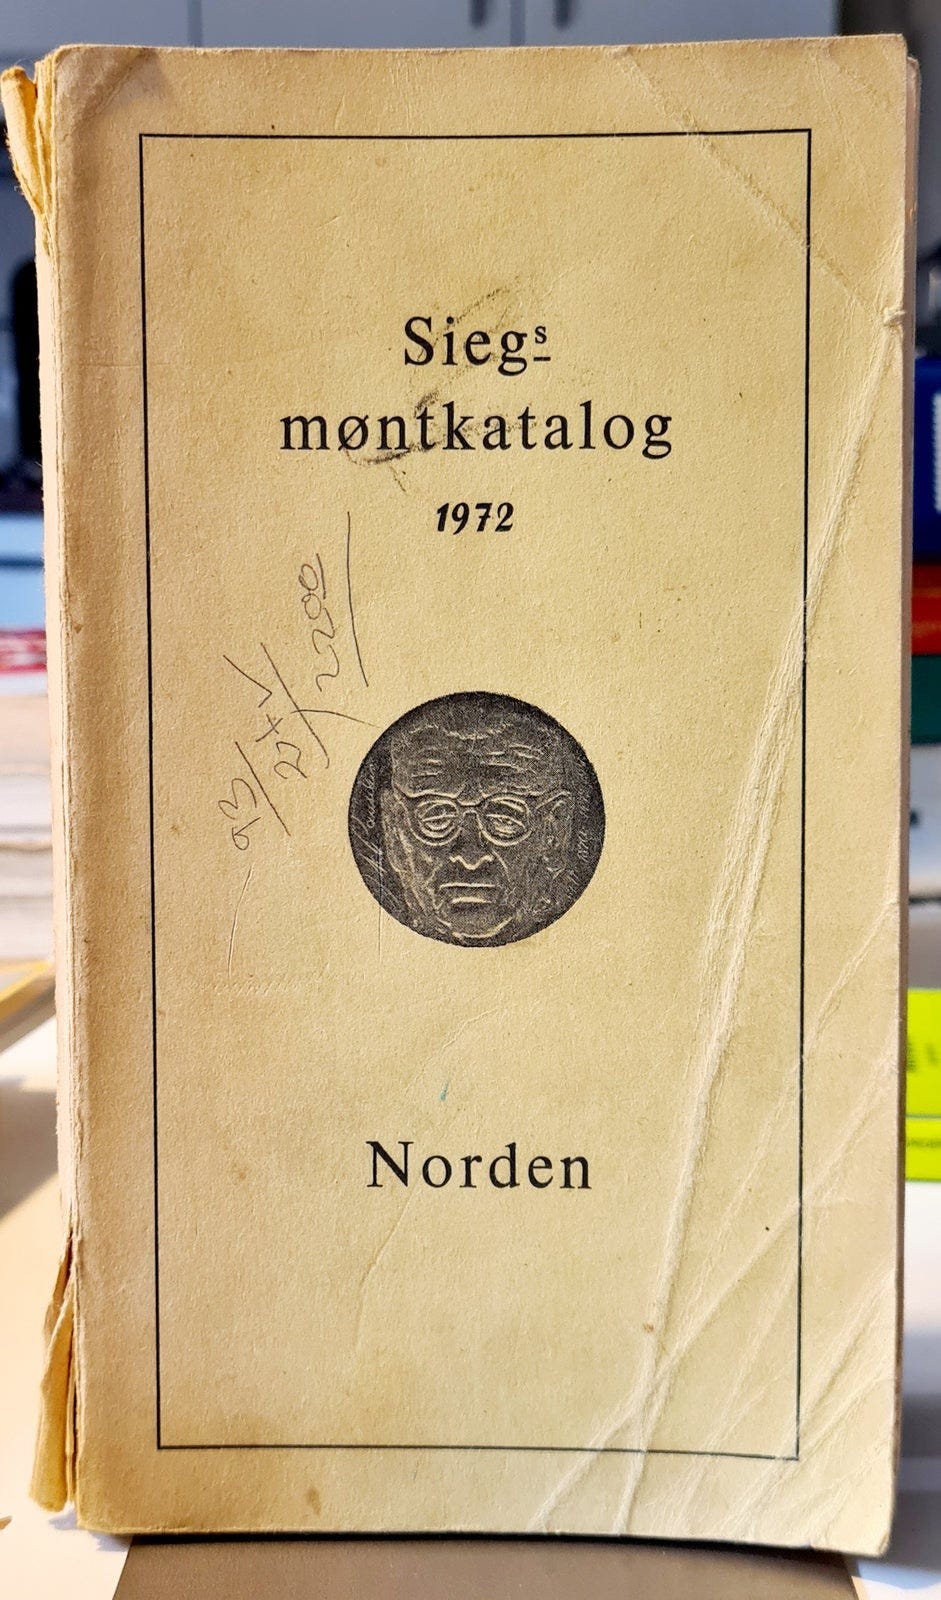 Siegs
møntkatalog
1972
Norden